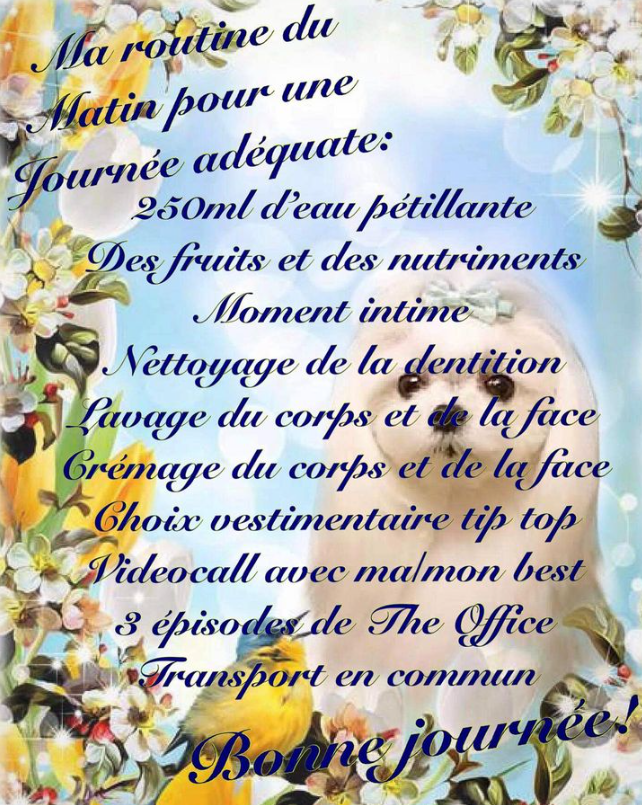 Ma routine du
Matin pour une
Journée adéquate:
250ml d'eau pétillante
Des fruits et des nutriments
Moment intime
Nettoyage de la dentition
Lavage du corps et de la face
Crémage du corps et de la face
Choix vestimentaire tip top
Videocall avec ma/mon best
3 épisodes de The Office
Transport en commun
Bonne journée!